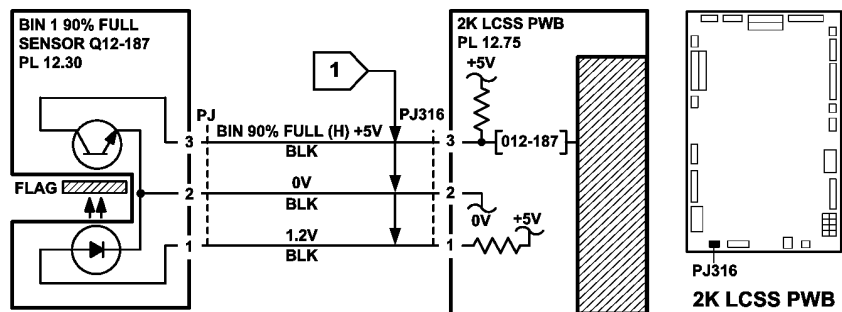 BIN 1 90% FULL
SENSOR Q12-187
PL 12.30
2K LCSS PWB
PL 12.75
+5V
1
PJ
PJ316
3
BIN 90% FULL (H) +5V
BLK
3
[012-187]
FLAG
2
0V
BLK
2
0V
+5V
1
1.2V
BLK
1
PJ316
2K LCSS PWB